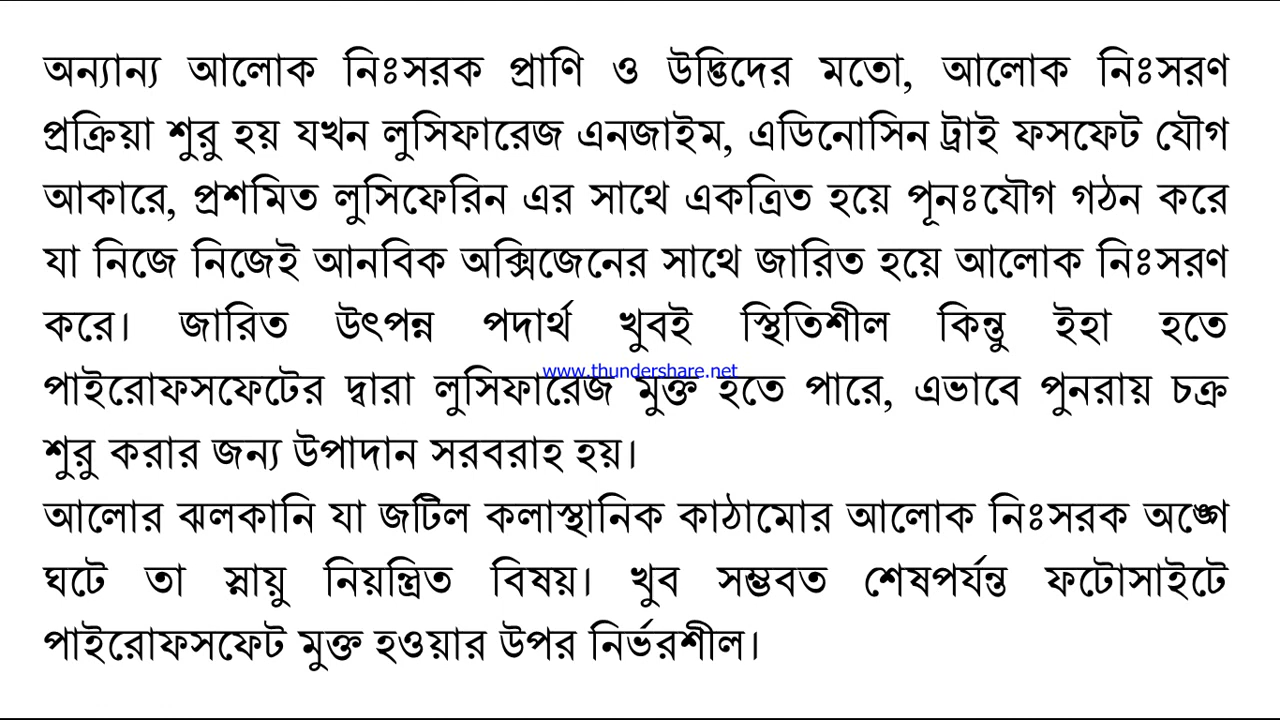 অন্যান্য আলোক নিঃসরক প্রাণি ও উদ্ভিদের মতো, আলোক নিঃসরণ
প্রক্রিয়া শুরু হয় যখন লুসিফারেজ এনজাইম, এডিনোসিন ট্রাই ফসফেট যৌগ
আকারে, প্রশমিত লুসিফেরিন এর সাথে একত্রিত হয়ে পূনঃযৌগ গঠন করে
যা নিজে নিজেই আনবিক অক্সিজেনের সাথে জারিত হয়ে আলোক নিঃসরণ
করে। জারিত উৎপন্ন পদার্থ খুবই স্থিতিশীল কিন্তু ইহা হতে
www.thundershare.net
পাইরোফসফেটের দ্বারা লুসিফারেজ মুক্ত হতে পারে, এভাবে পুনরায় চক্র
শুরু করার জন্য উপাদান সরবরাহ হয়।
আলোর ঝলকানি যা জটিল কলাস্থানিক কাঠামোর আলোক নিঃসরক অঙ্গে
ঘটে তা স্নায়ু নিয়ন্ত্রিত বিষয়। খুব সম্ভবত শেষপর্যন্ত ফটোসাইটে
পাইরোফসফেট মুক্ত হওয়ার উপর নির্ভরশীল।